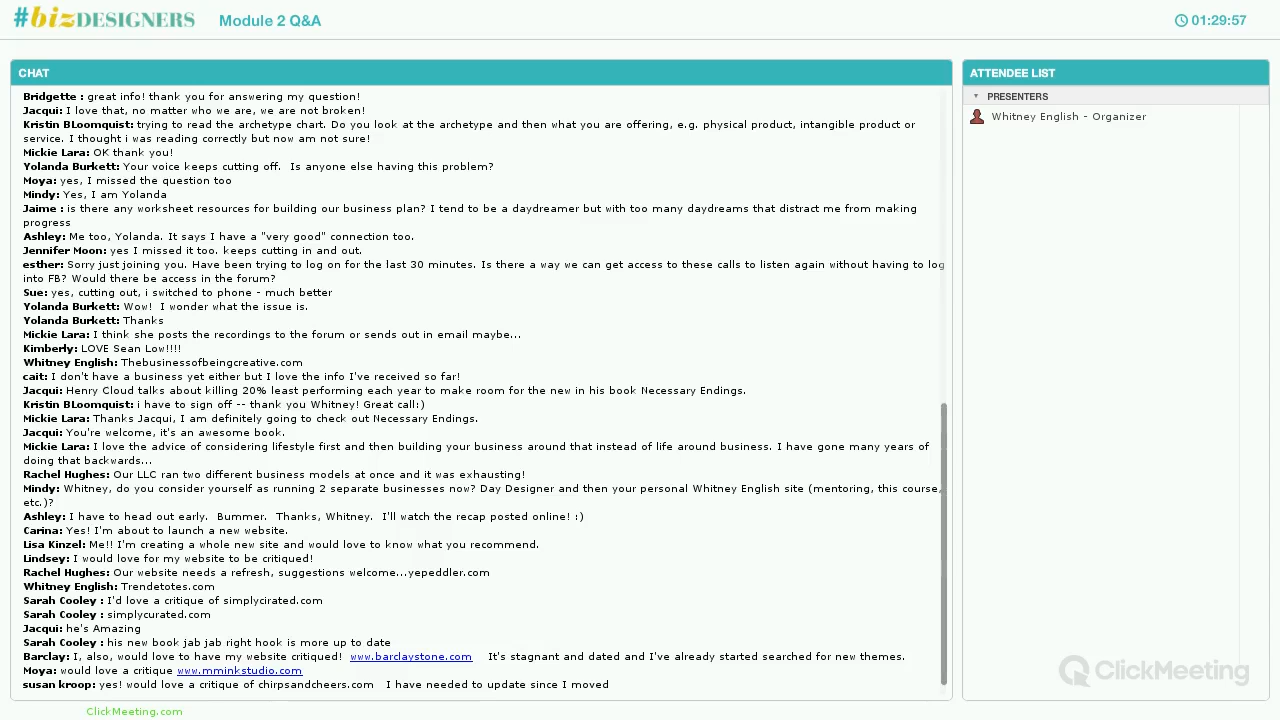 #bizDESIGNERS Module 2 Q&A 01:29:57
CHAT
Bridgette : great info! thank you for answering my question!
Jacqui: I love that, no matter who we are, we are not broken!
Kristin BLoomquist: trying to read the archetype chart. Do you look at the archetype and then what you are offering, e.g. physical product, intangible product or
service. I thought i was reading correctly but now am not sure!
Mickie Lara: OK thank you!
Yolanda Burkett: Your voice keeps cutting off.  Is anyone else having this problem?
Moya: yes, I missed the question too
Mindy: Yes, I am Yolanda
Jaime : is there any worksheet resources for building our business plan? I tend to be a daydreamer but with too many daydreams that distract me from making
progress
Ashley: Me too, Yolanda. It says I have a "very good" connection too.
Jennifer Moon: yes I missed it too. keeps cutting in and out.
esther: Sorry just joining you. Have been trying to log on for the last 30 minutes. Is there a way we can get access to these calls to listen again without having to log
into FB? Would there be access in the forum?
Sue: yes, cutting out, i switched to phone - much better
Yolanda Burkett: Wow!  I wonder what the issue is.
Yolanda Burkett: Thanks
Mickie Lara: I think she posts the recordings to the forum or sends out in email maybe...
Kimberly: LOVE Sean Low!!!!
Whitney English: Thebusinessofbeingcreative.com
cait: I don't have a business yet either but I love the info I've received so far!
Jacqui: Henry Cloud talks about killing 20% least performing each year to make room for the new in his book Necessary Endings.
Kristin BLoomquist: i have to sign off -- thank you Whitney! Great call:)
Mickie Lara: Thanks Jacqui, I am definitely going to check out Necessary Endings.
Jacqui: You're welcome, it's an awesome book.
Mickie Lara: I love the advice of considering lifestyle first and then building your business around that instead of life around business. I have gone many years of
doing that backwards...
Rachel Hughes: Our LLC ran two different business models at once and it was exhausting!
Mindy: Whitney, do you consider yourself as running 2 separate businesses now? Day Designer and then your personal Whitney English site (mentoring, this course,
etc.)?
Ashley: I have to head out early.  Bummer.  Thanks, Whitney.  I'll watch the recap posted online! :)
Carina: Yes! I'm about to launch a new website.
Lisa Kinzel: Me!! I'm creating a whole new site and would love to know what you recommend.
Lindsey: I would love for my website to be critiqued!
Rachel Hughes: Our website needs a refresh, suggestions welcome...yepeddler.com
Whitney English: Trendetotes.com
Sarah Cooley : I'd love a critique of simplycirated.com
Sarah Cooley : simplycurated.com
Jacqui: he's Amazing
Sarah Cooley : his new book jab jab right hook is more up to date
Barclay: I, also, would love to have my website critiqued!  www.barclaystone.com   It's stagnant and dated and I've already started searched for new themes.
Moya: would love a critique www.mminkstudio.com
susan kroop: yes! would love a critique of chirpsandcheers.com   I have needed to update since I moved
ATTENDEE LIST
PRESENTERS
Whitney English - Organizer
ClickMeeting
ClickMeeting.com